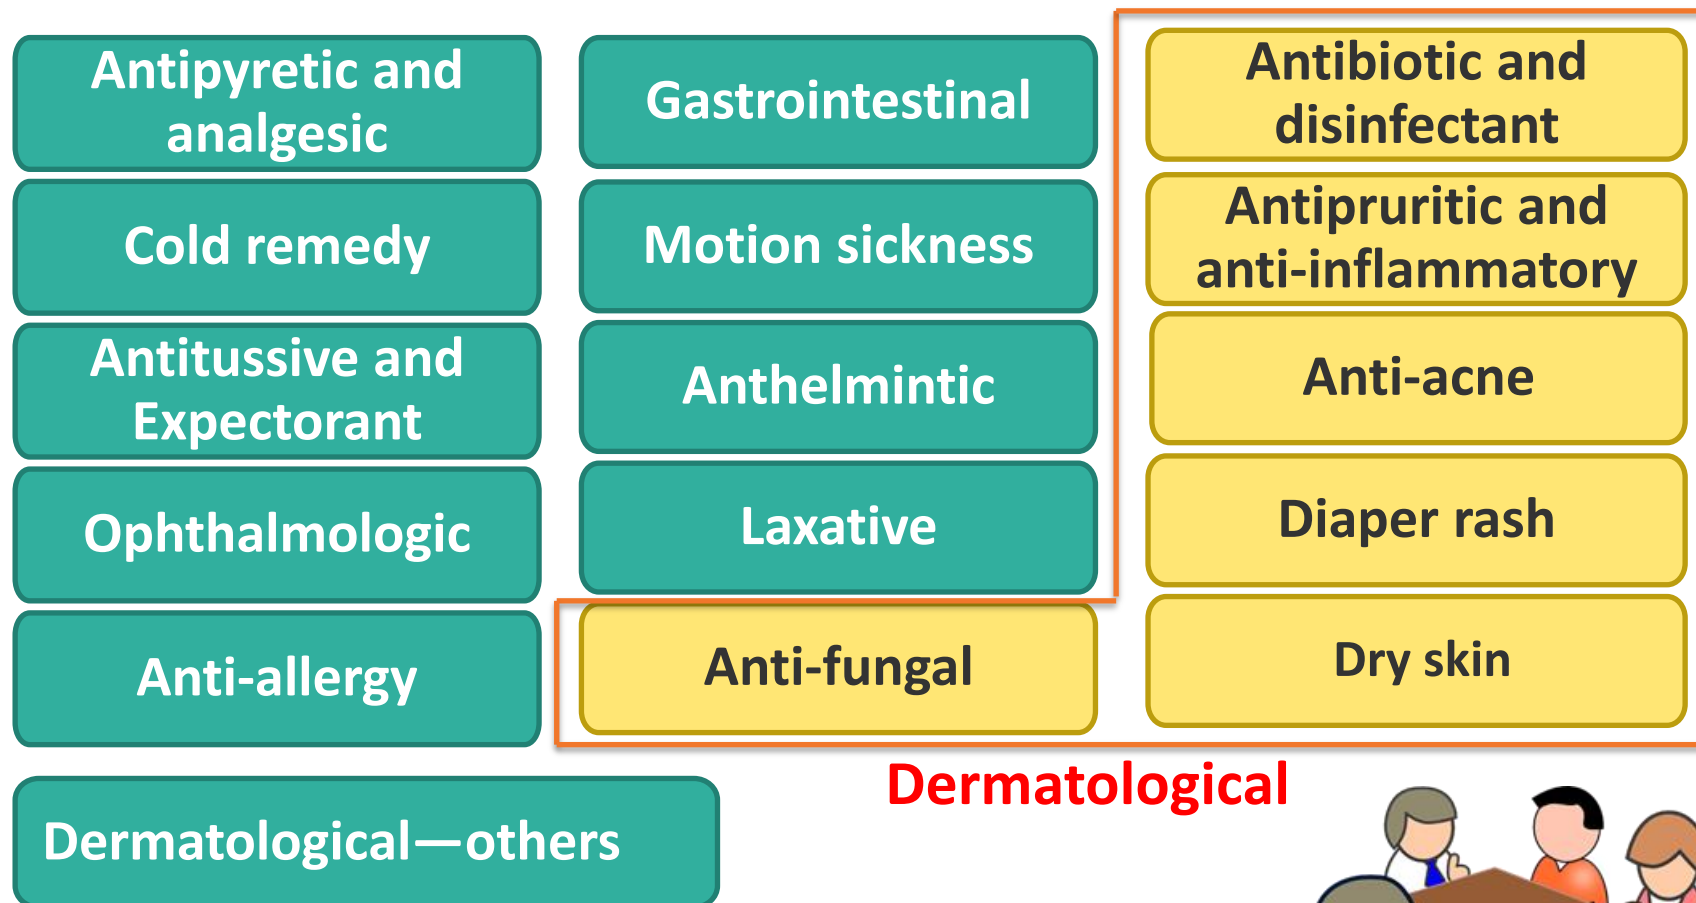 Antipyretic and
analgesic
Cold remedy
Antitussive and
Expectorant
Ophthalmologic
Anti-allergy
Gastrointestinal
Motion sickness
Anthelmintic
Laxative
Anti-fungal
Antibiotic and
disinfectant
Antipruritic and
anti-inflammatory
Anti-acne
Diaper rash
Dry skin
Dermatological
Dermatological—others